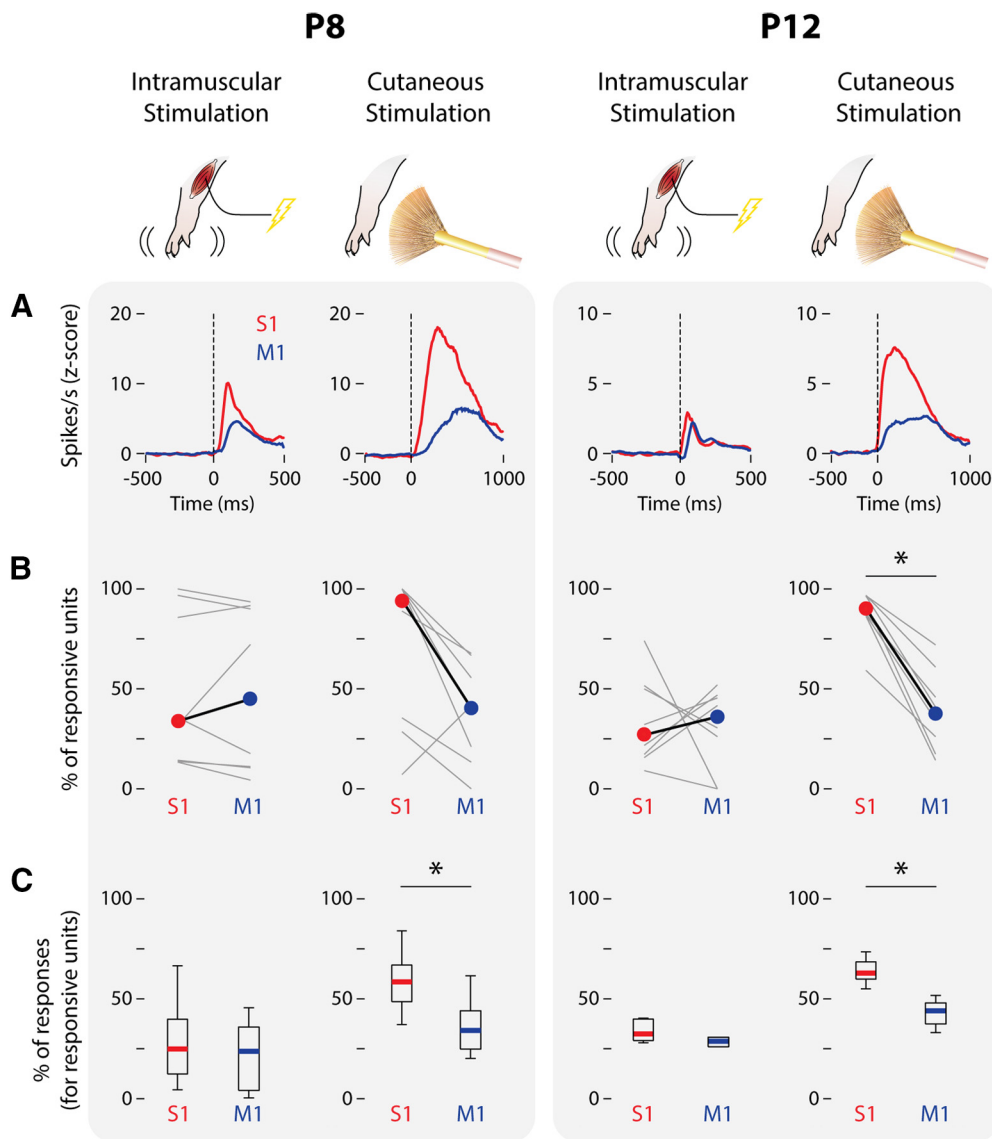 P8
P12
Intramuscular
Stimulation
Cutaneous
Stimulation
Intramuscular
Stimulation
Cutaneous
Stimulation
A
Spikes/s (z-score)
20
10
0
S1
M1
-500
0
500
Time (ms)
20
10
0
-500
0
1000
Time (ms)
10
5
0
-500
0
500
Time (ms)
10
5
0
-500
0
1000
Time (ms)
B
% of responsive units
100
50
0
S1
M1
100
50
0
S1
M1
100
50
0
S1
M1
*
100
50
0
S1
M1
C
% of responses
(for responsive units)
100
50
0
S1
M1
*
100
50
0
S1
M1
100
50
0
S1
M1
*
100
50
0
S1
M1